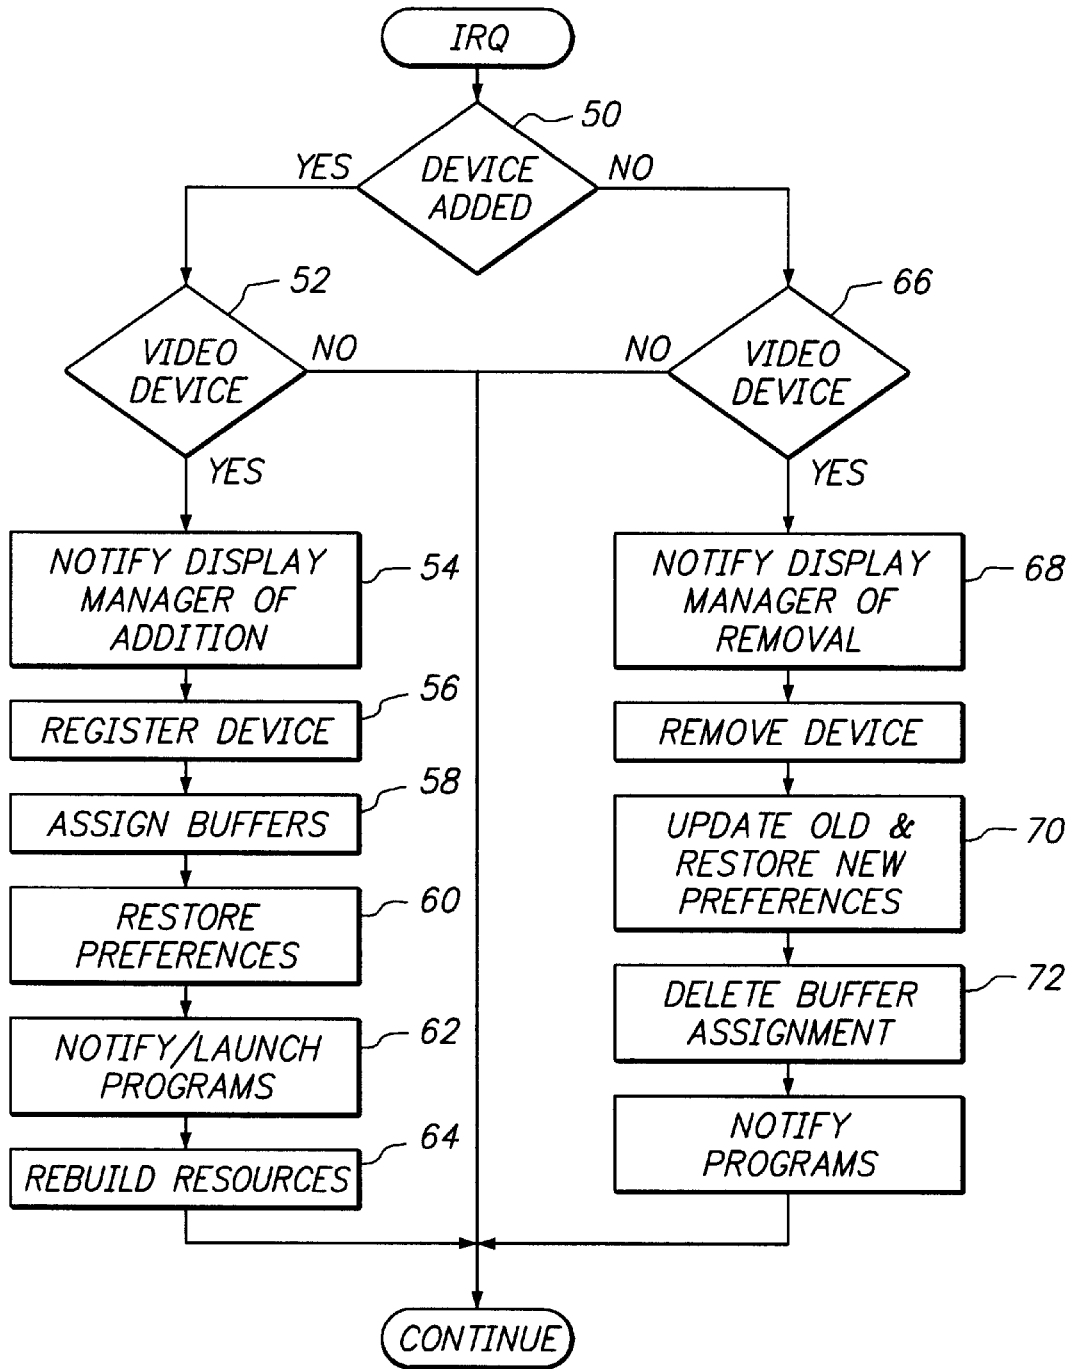 IRQ
50
DEVICE
ADDED
YES
NO
52
VIDEO
DEVICE
NO
YES
66
VIDEO
DEVICE
NO
YES
NOTIFY DISPLAY
MANAGER OF
ADDITION
54
REGISTER DEVICE
56
ASSIGN BUFFERS
58
RESTORE
PREFERENCES
60
NOTIFY/LAUNCH
PROGRAMS
62
REBUILD RESOURCES
64
NOTIFY DISPLAY
MANAGER OF
REMOVAL
68
REMOVE DEVICE
UPDATE OLD &
RESTORE NEW
PREFERENCES
70
DELETE BUFFER
ASSIGNMENT
72
NOTIFY
PROGRAMS
CONTINUE